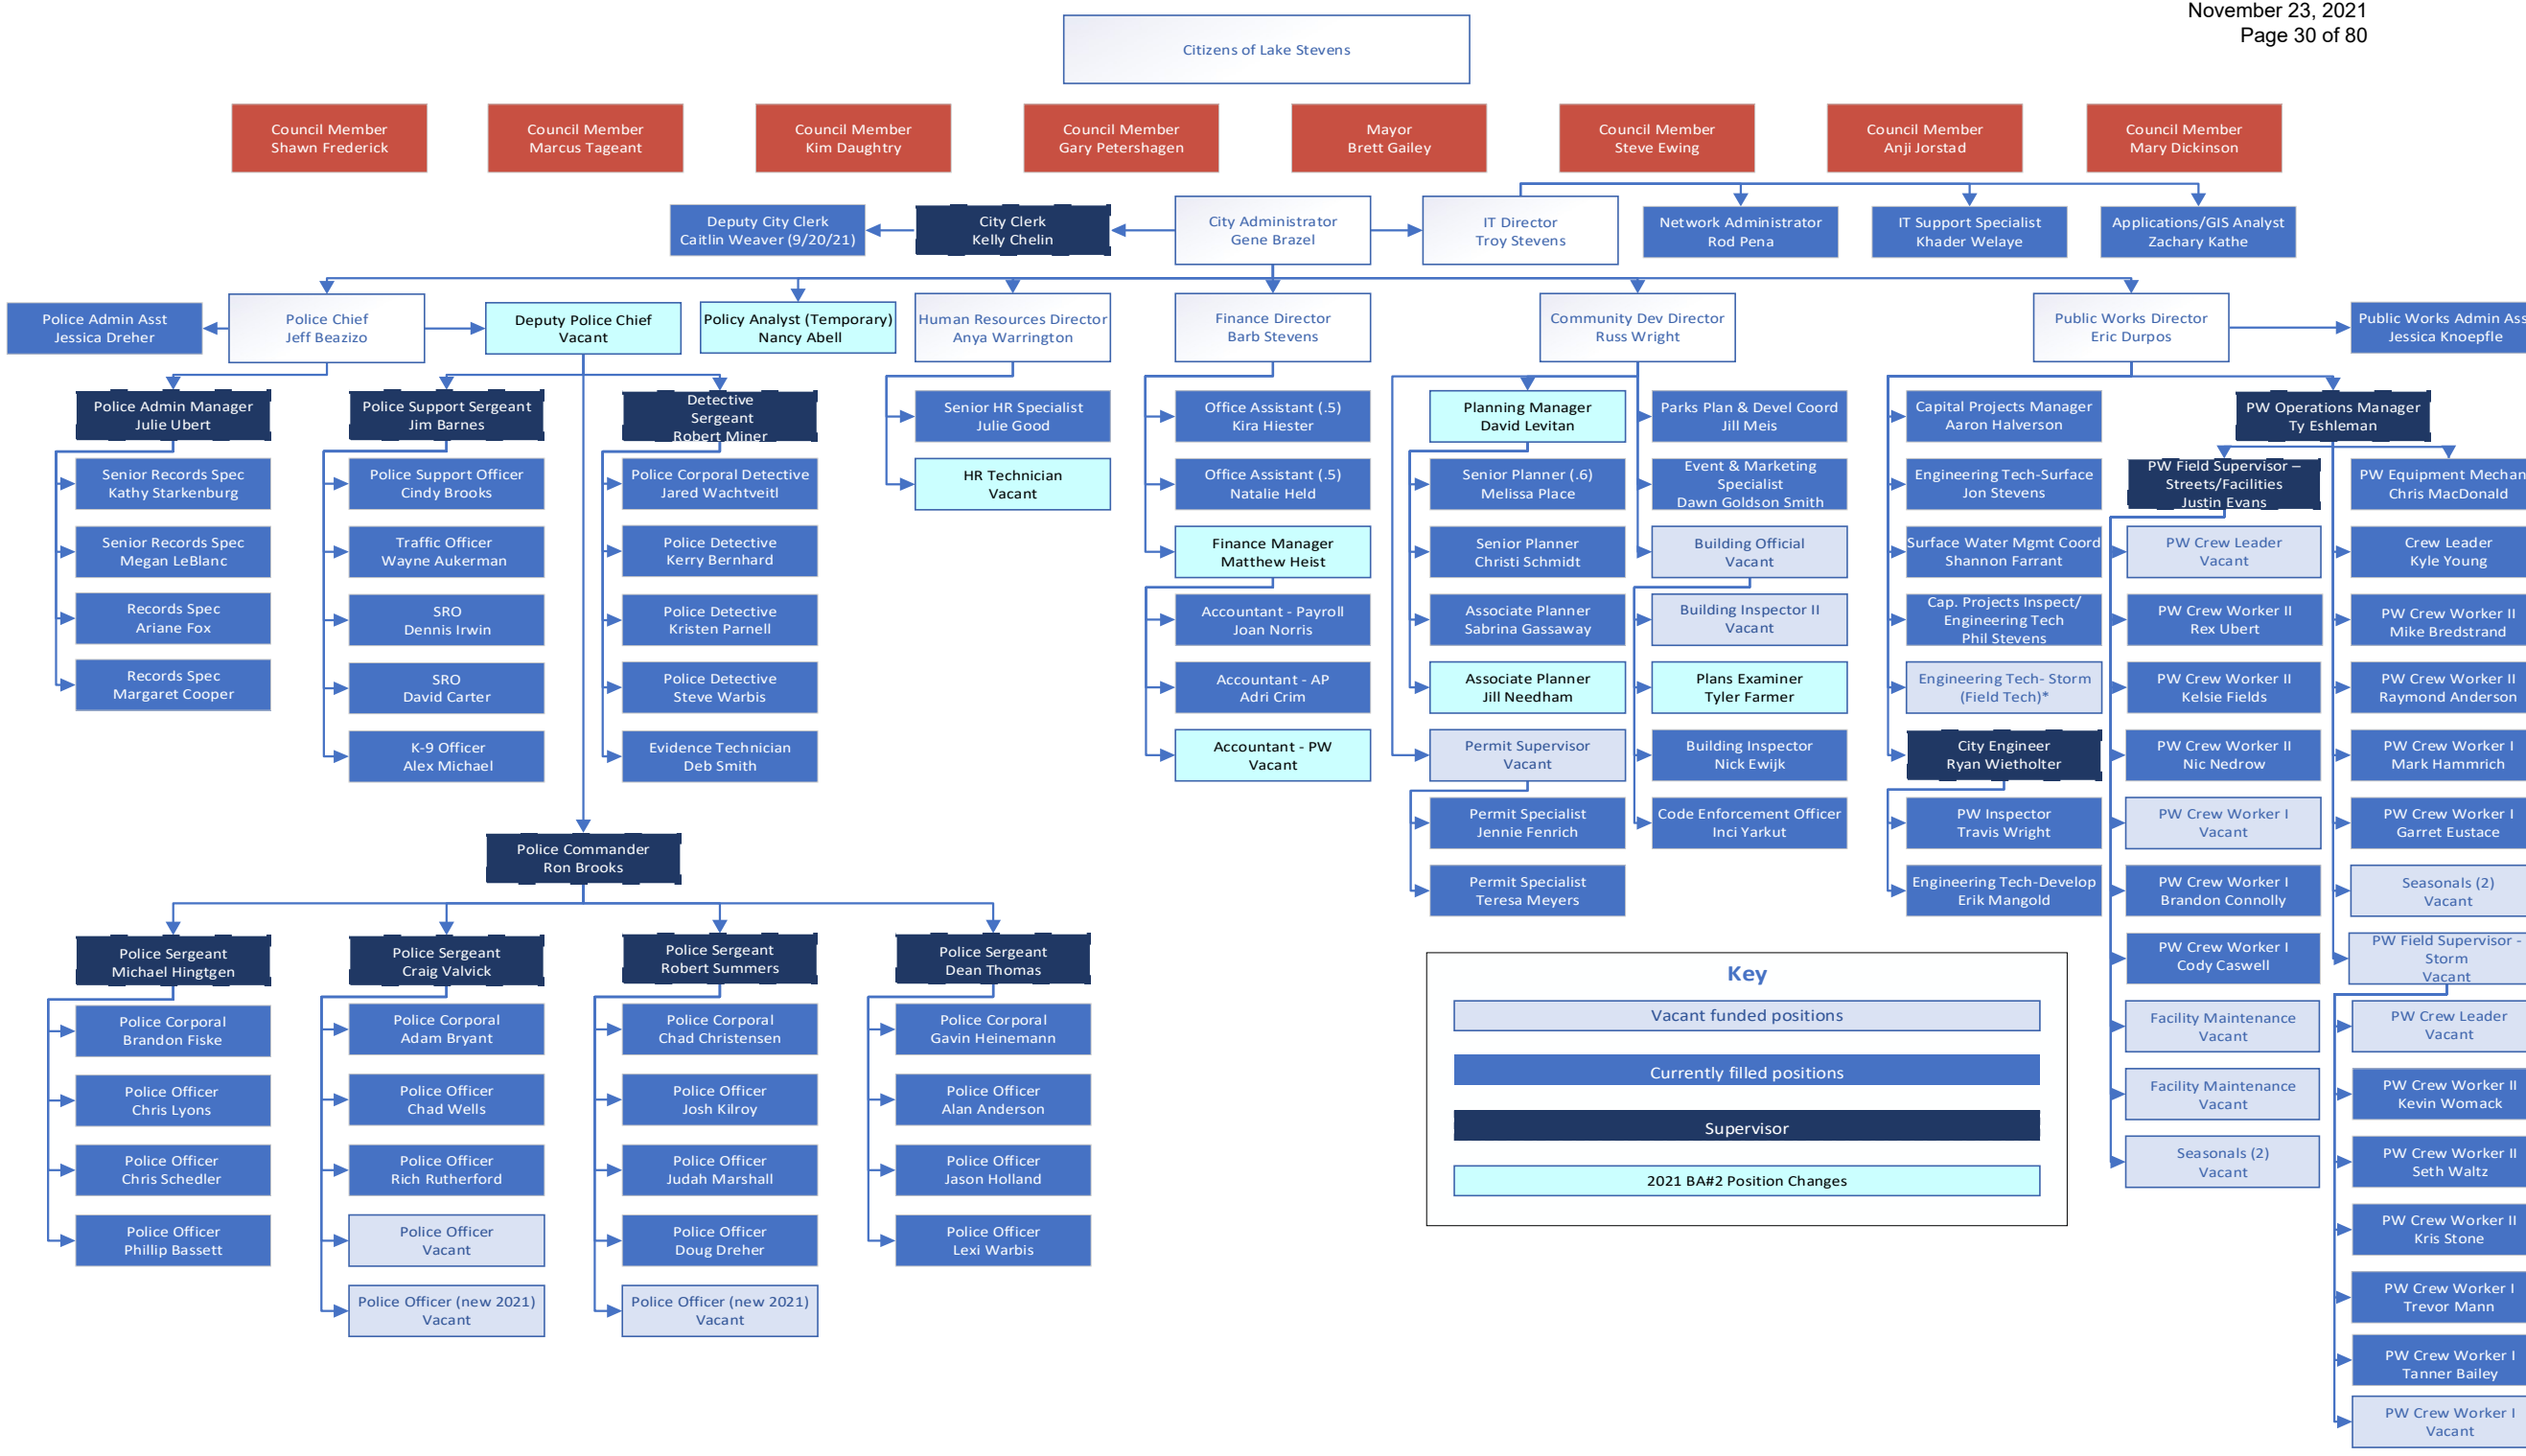 November 23, 2021
Page 30 of 80
Citizens of Lake Stevens
Council Member
Shawn Frederick
Council Member
Marcus Tageant
Council Member
Kim Daughtry
Council Member
Gary Petershagen
Mayor
Brett Gailey
Council Member
Steve Ewing
Council Member
Anji Jorstad
Council Member
Mary Dickinson
Deputy City Clerk
Caitlin Weaver (9/20/21)
City Clerk
Kelly Chelin
City Administrator
Gene Brazel
IT Director
Troy Stevens
Network Administrator
Rod Pena
IT Support Specialist
Khader Welaye
Applications/GIS Analyst
Zachary Kathe
Police Admin Asst
Jessica Dreher
Police Chief
Jeff Beazizo
Deputy Police Chief
Vacant
Policy Analyst (Temporary)
Nancy Abell
Human Resources Director
Anya Warrington
Finance Director
Barb Stevens
Community Dev Director
Russ Wright
Public Works Director
Eric Durpos
Public Works Admin Ass
Jessica Knoepfle
Police Admin Manager
Julie Ubert
Senior Records Spec
Kathy Starkenburg
Senior Records Spec
Megan LeBlanc
Records Spec
Ariane Fox
Records Spec
Margaret Cooper
Police Support Sergeant
Jim Barnes
Police Support Officer
Cindy Brooks
Traffic Officer
Wayne Aukerman
SRO
Dennis Irwin
SRO
David Carter
K-9 Officer
Alex Michael
Detective
Sergeant
Robert Miner
Police Corporal Detective
Jared Wachtveitl
Police Detective
Kerry Bernhard
Police Detective
Kristen Parnell
Police Detective
Steve Warbis
Evidence Technician
Deb Smith
Senior HR Specialist
Julie Good
HR Technician
Vacant
Office Assistant (.5)
Kira Hiester
Office Assistant (.5)
Natalie Held
Finance Manager
Matthew Heist
Accountant - Payroll
Joan Norris
Accountant - AP
Adri Crim
Accountant - PW
Vacant
Planning Manager
David Levitan
Senior Planner (.6)
Melissa Place
Senior Planner
Christi Schmidt
Associate Planner
Sabrina Gassaway
Associate Planner
Jill Needham
Permit Supervisor
Vacant
Permit Specialist
Jennie Fenrich
Permit Specialist
Teresa Meyers
Parks Plan & Devel Coord
Jill Meis
Event & Marketing
Specialist
Dawn Goldson Smith
Building Official
Vacant
Building Inspector II
Vacant
Plans Examiner
Tyler Farmer
Building Inspector
Nick Ewijk
Code Enforcement Officer
Inci Yarkut
Capital Projects Manager
Aaron Halverson
Engineering Tech-Surface
Jon Stevens
Surface Water Mgmt Coord
Shannon Farrant
Cap. Projects Inspect/
Engineering Tech
Phil Stevens
Engineering Tech- Storm
(Field Tech)*
City Engineer
Ryan Wietholter
PW Inspector
Travis Wright
Engineering Tech-Develop
Erik Mangold
PW Operations Manager
Ty Eshleman
PW Field Supervisor –
Streets/Facilities
Justin Evans
PW Crew Leader
Vacant
PW Crew Worker II
Rex Ubert
PW Crew Worker II
Kelsie Fields
PW Crew Worker II
Nic Nedrow
PW Crew Worker I
Vacant
PW Crew Worker I
Brandon Connolly
PW Crew Worker I
Cody Caswell
Facility Maintenance
Vacant
Facility Maintenance
Vacant
Seasonals (2)
Vacant
PW Equipment Mechan
Chris MacDonald
Crew Leader
Kyle Young
PW Crew Worker II
Mike Bredstrand
PW Crew Worker II
Raymond Anderson
PW Crew Worker I
Mark Hammrich
PW Crew Worker I
Garret Eustace
Seasonals (2)
Vacant
PW Field Supervisor -
Storm
Vacant
PW Crew Leader
Vacant
PW Crew Worker II
Kevin Womack
PW Crew Worker II
Seth Waltz
PW Crew Worker II
Kris Stone
PW Crew Worker I
Trevor Mann
PW Crew Worker I
Tanner Bailey
PW Crew Worker I
Vacant
Police Commander
Ron Brooks
Police Sergeant
Michael Hingtgen
Police Corporal
Brandon Fiske
Police Officer
Chris Lyons
Police Officer
Chris Schedler
Police Officer
Phillip Bassett
Police Sergeant
Craig Valvick
Police Corporal
Adam Bryant
Police Officer
Chad Wells
Police Officer
Rich Rutherford
Police Officer
Vacant
Police Officer (new 2021)
Vacant
Police Sergeant
Robert Summers
Police Corporal
Chad Christensen
Police Officer
Josh Kilroy
Police Officer
Judah Marshall
Police Officer
Doug Dreher
Police Officer (new 2021)
Vacant
Police Sergeant
Dean Thomas
Police Corporal
Gavin Heinemann
Police Officer
Alan Anderson
Police Officer
Jason Holland
Police Officer
Lexi Warbis
Key
Vacant funded positions
Currently filled positions
Supervisor
2021 BA#2 Position Changes